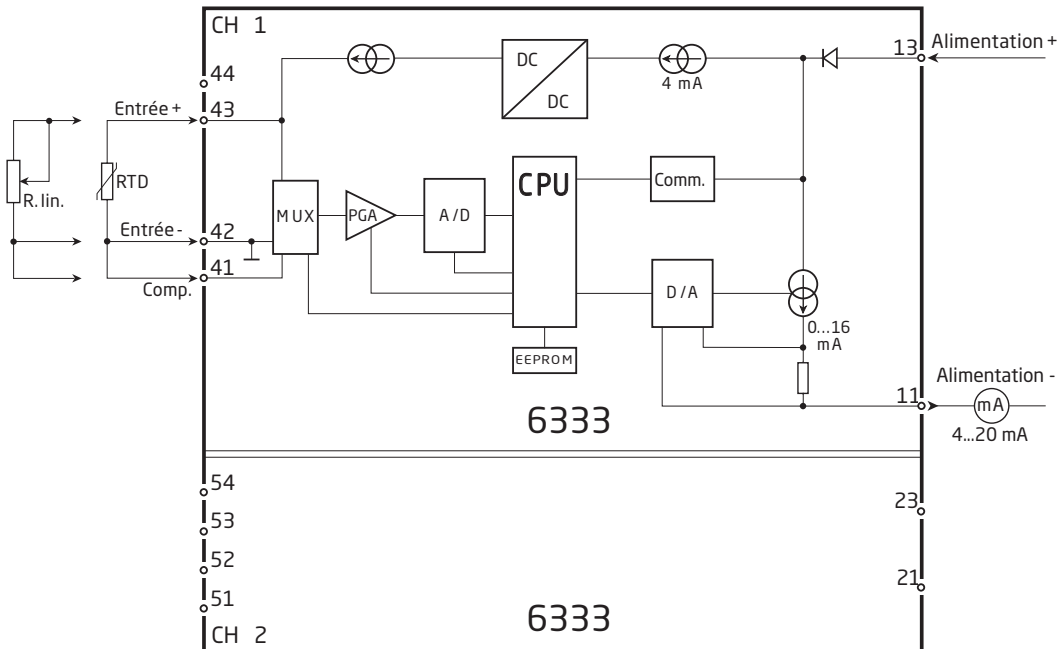 CH 1
44
43
42
41
Entrée +
Entrée -
Comp.
R. lin.
RTD
MUX
PGA
A/D
CPU
EEPROM
DC
DC
4 mA
Comm.
D/A
0...16
mA
13
Alimentation +
Alimentation -
11
mA
4...20 mA
6333
54
53
52
51
CH 2
23
21
6333